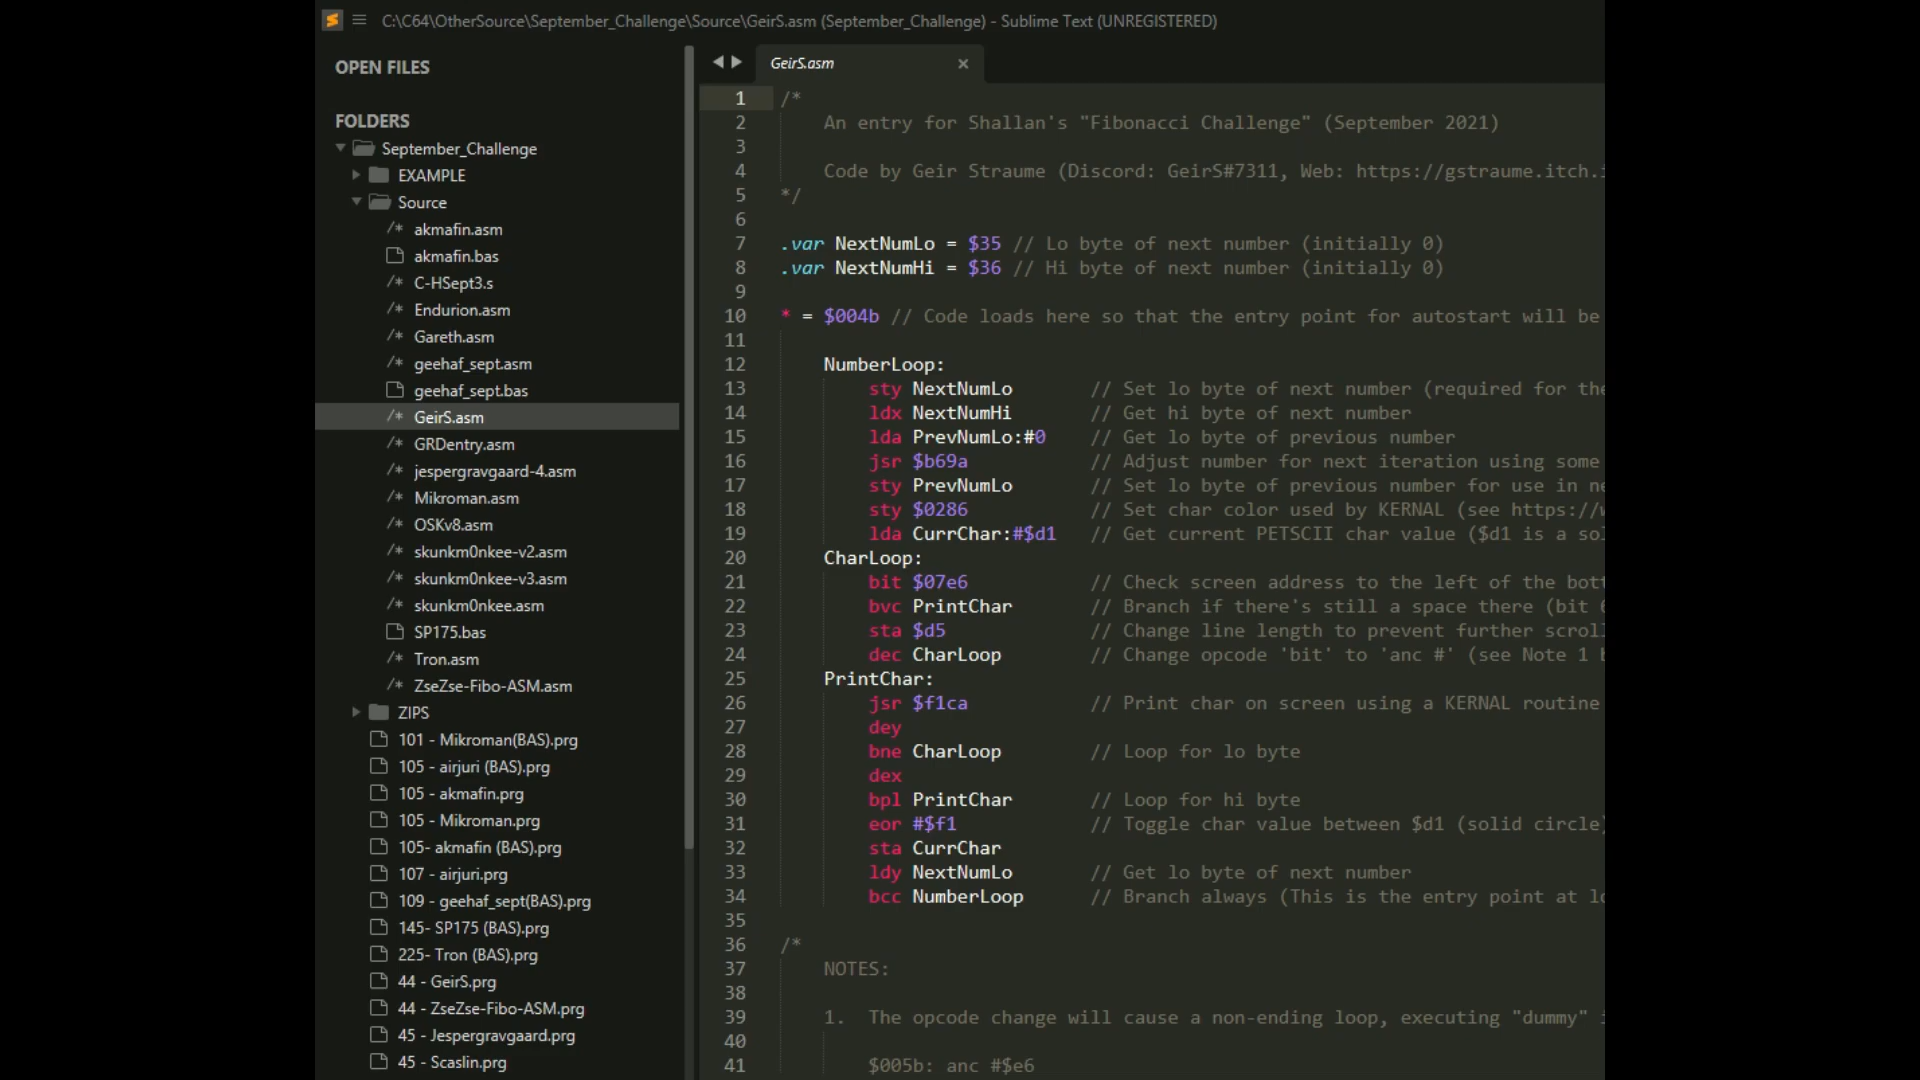 C:\C64\OtherSource\September_Challenge\Source\GeirS.asm (September_Challenge) - Sublime Text (UNREGISTERED)
OPEN FILES
FOLDERS
September_Challenge
EXAMPLE
Source
/* akmafin.asm
akmafin.bas
/* C-HSept3.s
/* Endurion.asm
/* Gareth.asm
/* geehaf_sept.asm
geehaf_sept.bas
/* GeirS.asm
/* GRDentry.asm
/* jespergravgaard-4.asm
/* Mikroman.asm
/* OSKv8.asm
/* skunkm0nkee-v2.asm
/* skunkm0nkee-v3.asm
/* skunkm0nkee.asm
SP175.bas
/* Tron.asm
/* ZseZse-Fibo-ASM.asm
ZIPS
101 - Mikroman(BAS).prg
105 - airjuri (BAS).prg
105 - akmafin.prg
105 - Mikroman.prg
105- akmafin (BAS).prg
107 - airjuri.prg
109 - geehaf_sept(BAS).prg
145- SP175 (BAS).prg
225- Tron (BAS).prg
44 - GeirS.prg
44 - ZseZse-Fibo-ASM.prg
45 - Jespergravgaard.prg
45 - Scaslin.prg
GeirS.asm ×
1 /*
2 An entry for Shallan's "Fibonacci Challenge" (September 2021)
3
4 Code by Geir Straume (Discord: GeirS#7311, Web: https://gstraume.itch.i
5 */
6
7 .var NextNumLo = $35 // Lo byte of next number (initially 0)
8 .var NextNumHi = $36 // Hi byte of next number (initially 0)
9
10 * = $004b // Code loads here so that the entry point for autostart will be
11
12 NumberLoop:
13 sty NextNumLo // Set lo byte of next number (required for the
14 ldx NextNumHi // Get hi byte of next number
15 lda PrevNumLo:#0 // Get lo byte of previous number
16 jsr $b69a // Adjust number for next iteration using some
17 sty PrevNumLo // Set lo byte of previous number for use in ne
18 sty $0286 // Set char color used by KERNAL (see https://w
19 lda CurrChar:#$d1 // Get current PETSCII char value ($d1 is a sol
20 CharLoop:
21 bit $07e6 // Check screen address to the left of the bott
22 bvc PrintChar // Branch if there's still a space there (bit 6
23 sta $d5 // Change line length to prevent further scroll
24 dec CharLoop // Change opcode 'bit' to 'anc #' (see Note 1 b
25 PrintChar:
26 jsr $f1ca // Print char on screen using a KERNAL routine
27 dey
28 bne CharLoop // Loop for lo byte
29 dex
30 bpl PrintChar // Loop for hi byte
31 eor #$f1 // Toggle char value between $d1 (solid circle)
32 sta CurrChar
33 ldy NextNumLo // Get lo byte of next number
34 bcc NumberLoop // Branch always (This is the entry point at lo
35
36 /*
37 NOTES:
38
39 1. The opcode change will cause a non-ending loop, executing "dummy" i
40
41 $005b: anc #$e6